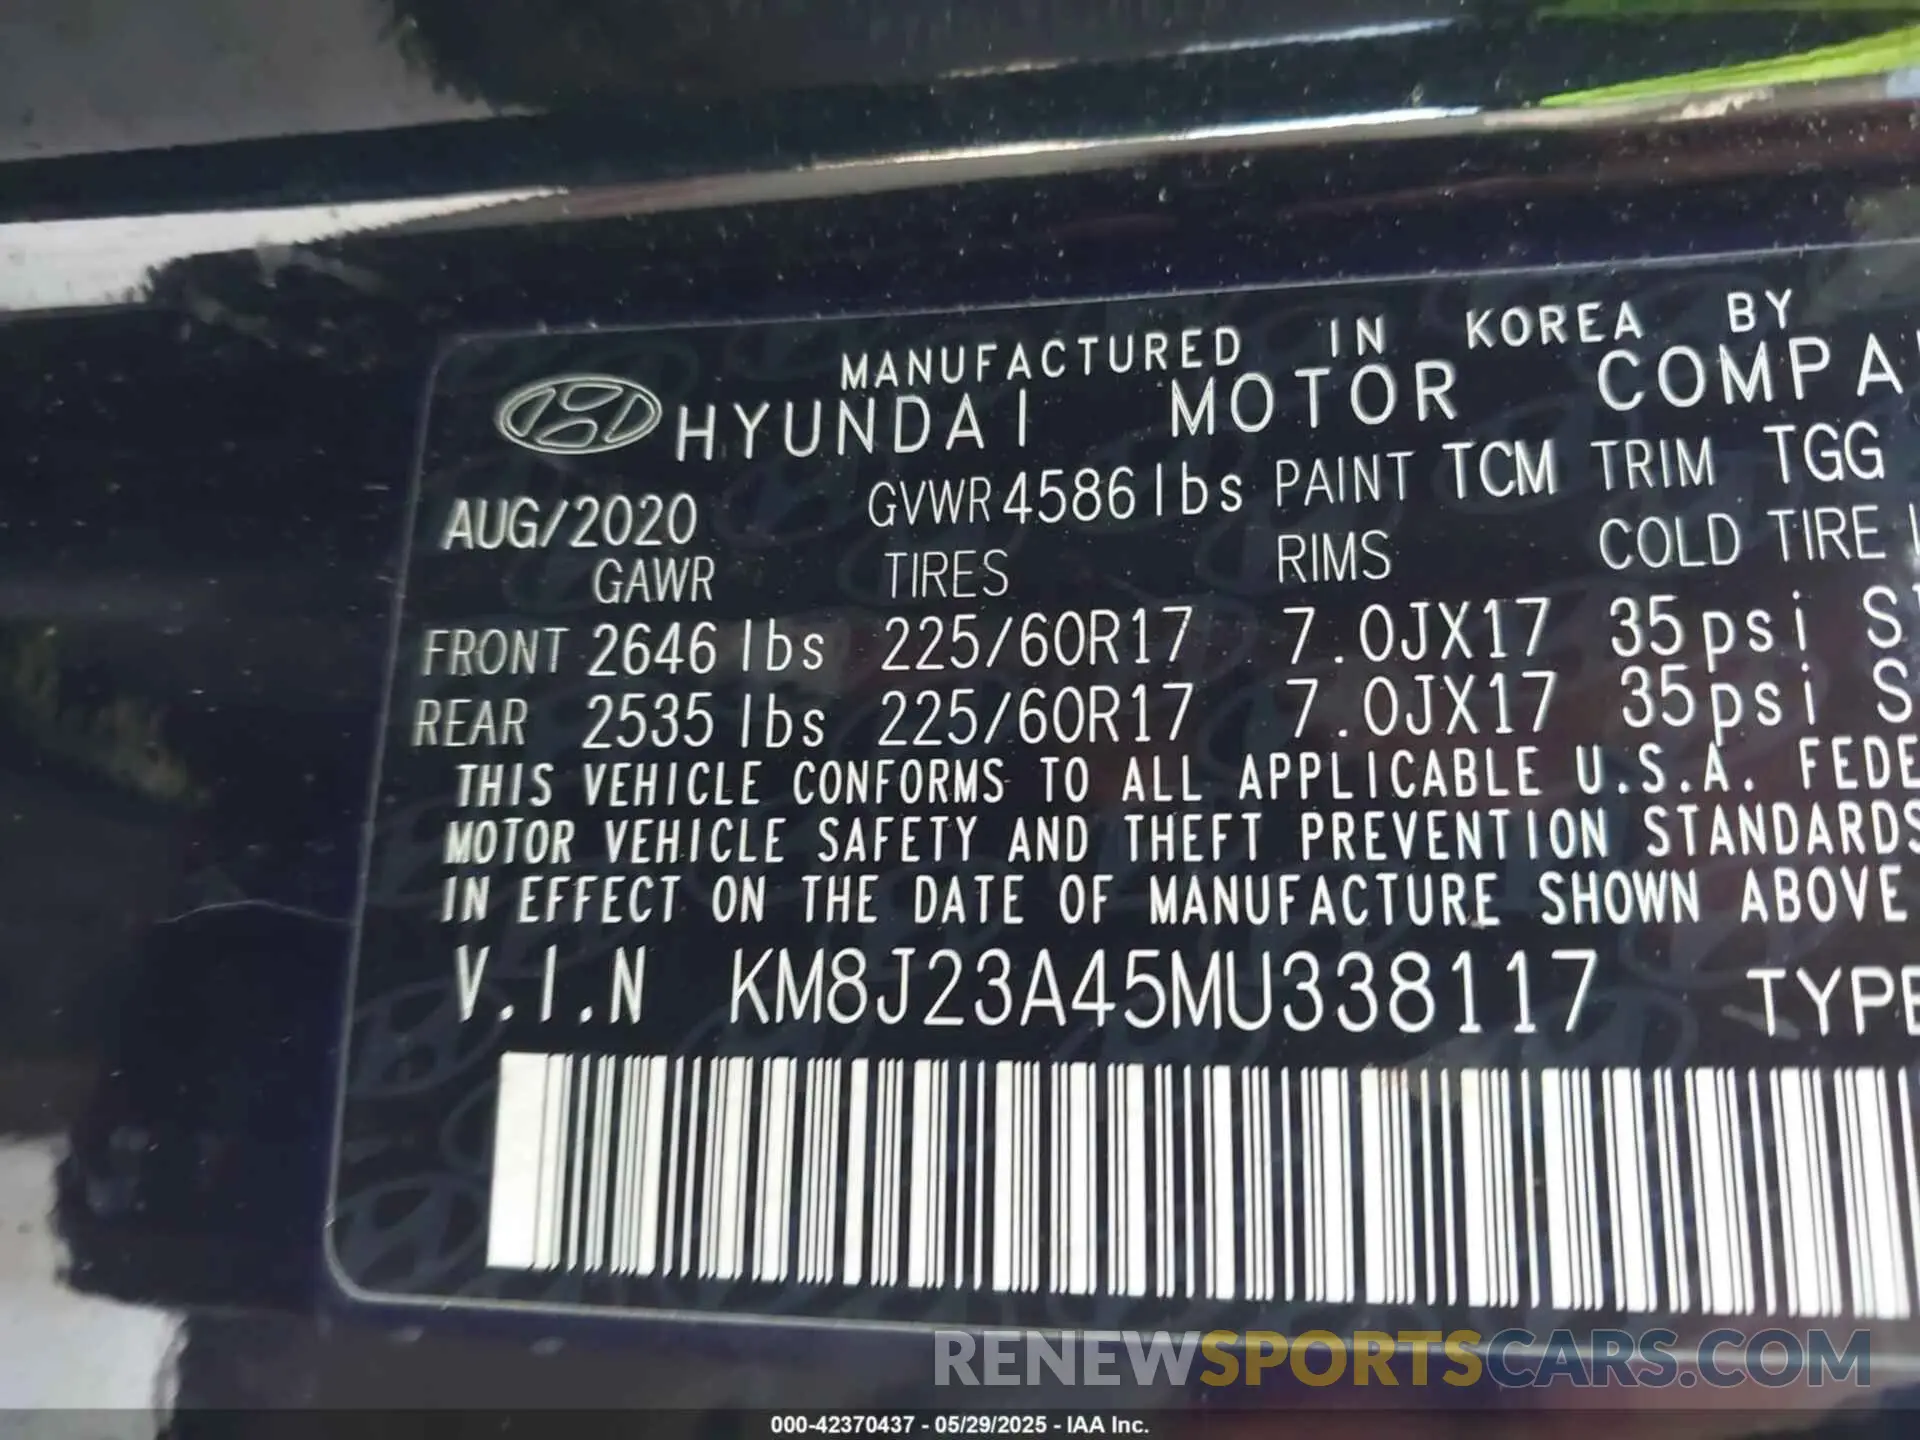 MANUFACTURED IN KOREA BY
HYUNDAI MOTOR
AUG/2020 GVWR 4586lbs PAINT TCM TRIM TGG
GAWR TIRES RIMS COLD TIRE
FRONT 2646lbs 225/60R17 7.0JX17 35psi
REAR 2535lbs 225/60R17 7.0JX17 35psi
THIS VEHICLE CONFORMS TO ALL APPLICABLE U.S.A.
MOTOR VEHICLE SAFETY AND THEFT PREVENTION STANDARDS
IN EFFECT ON THE DATE OF MANUFACTURE SHOWN ABOVE
V.I.N KM8J23A45MU338117 TYPE
RENEWSPORTSCARS.COM
000-42370437 - 05/29/2025 - IAA Inc.